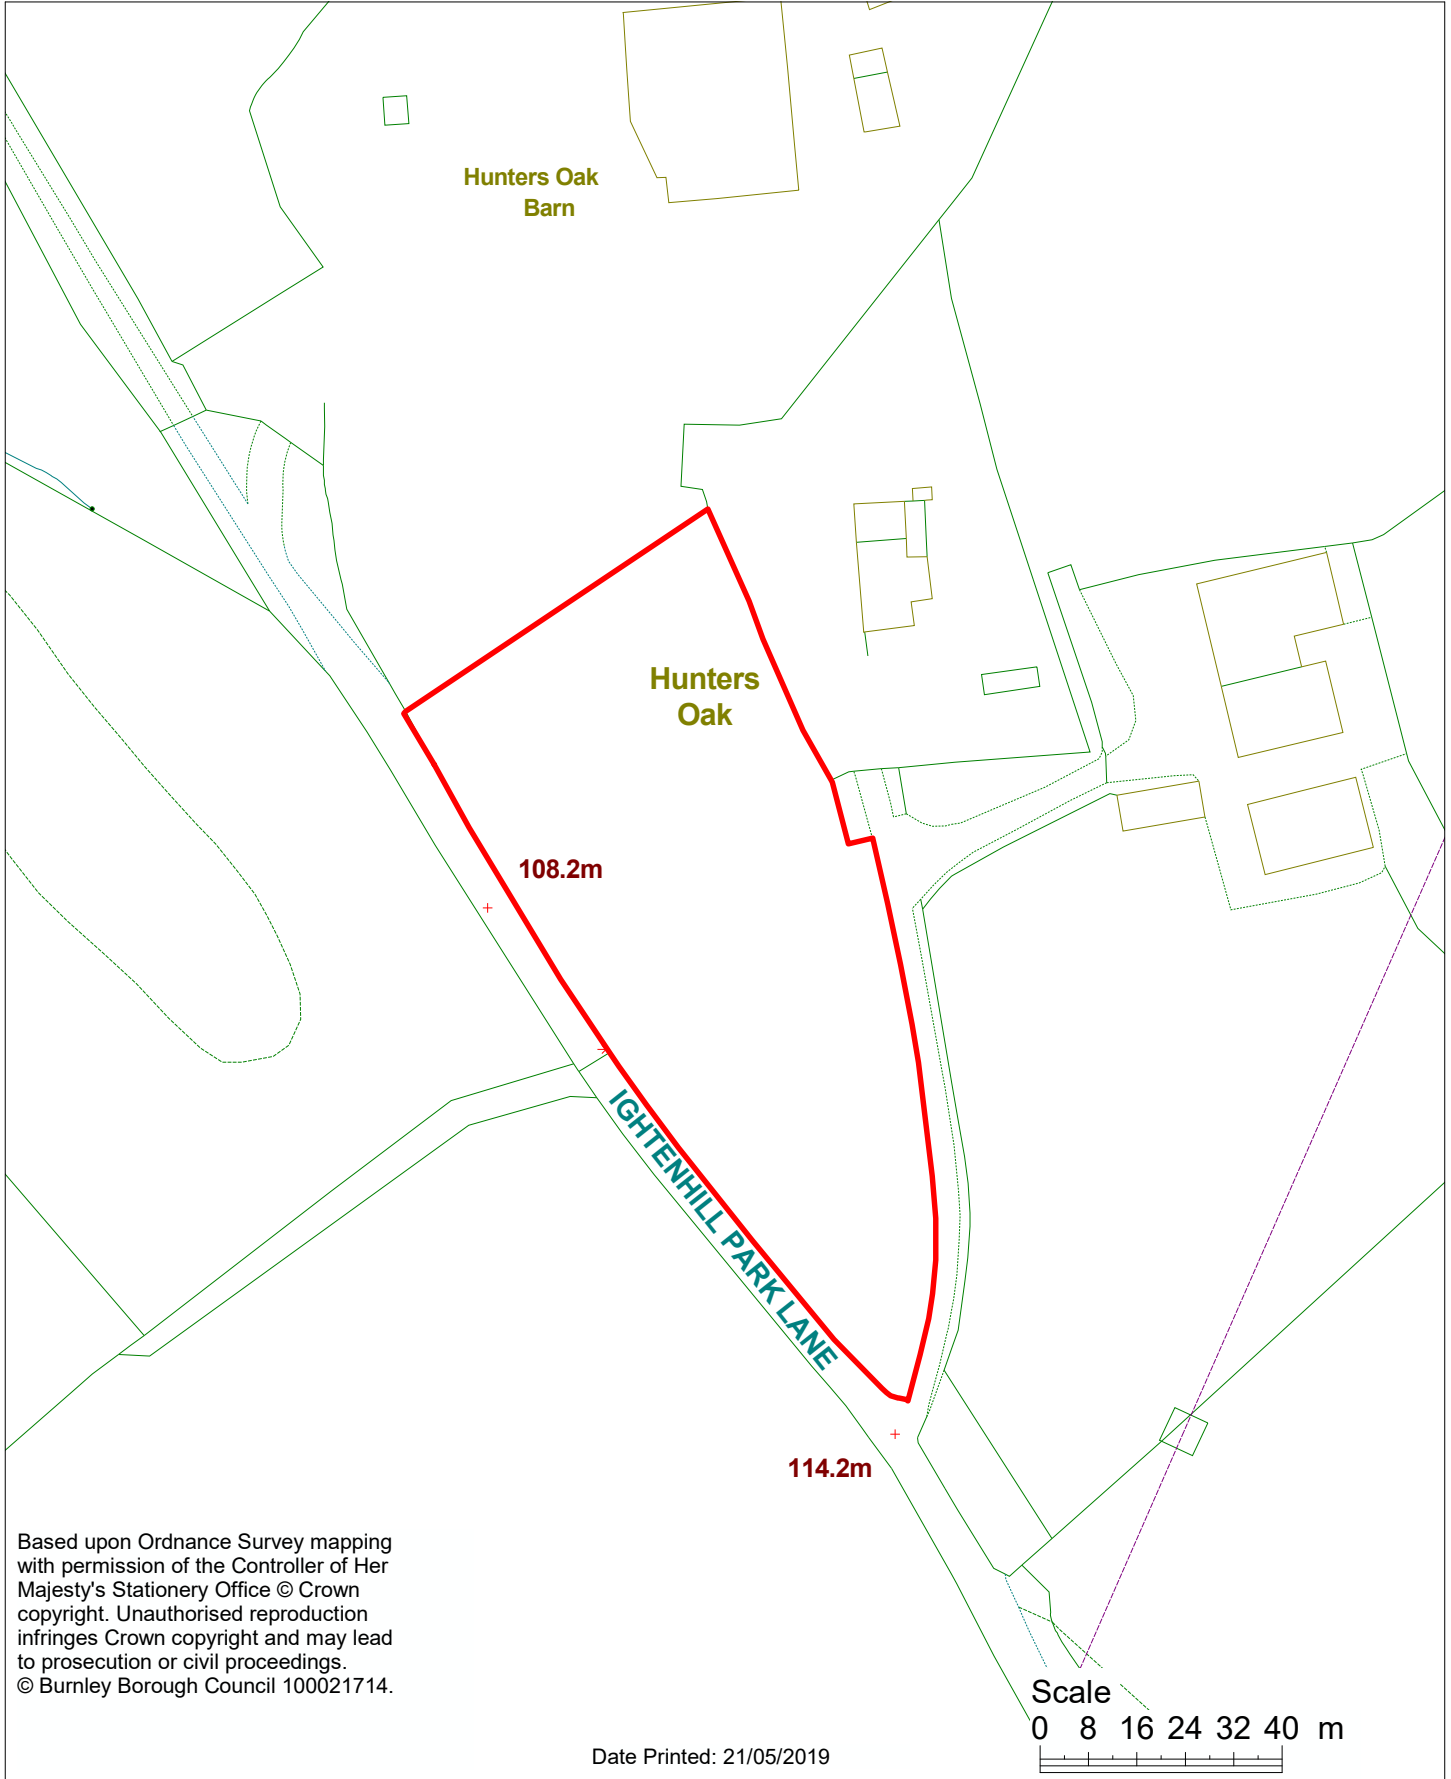 Hunters Oak
Barn
Hunters
Oak
108.2m
IGHTENHILL PARK LANE
114.2m
Based upon Ordnance Survey mapping
with permission of the Controller of Her
Majesty's Stationery Office © Crown
copyright. Unauthorised reproduction
infringes Crown copyright and may lead
to prosecution or civil proceedings.
© Burnley Borough Council 100021714.
Scale
0 8 16 24 32 40 m
Date Printed: 21/05/2019